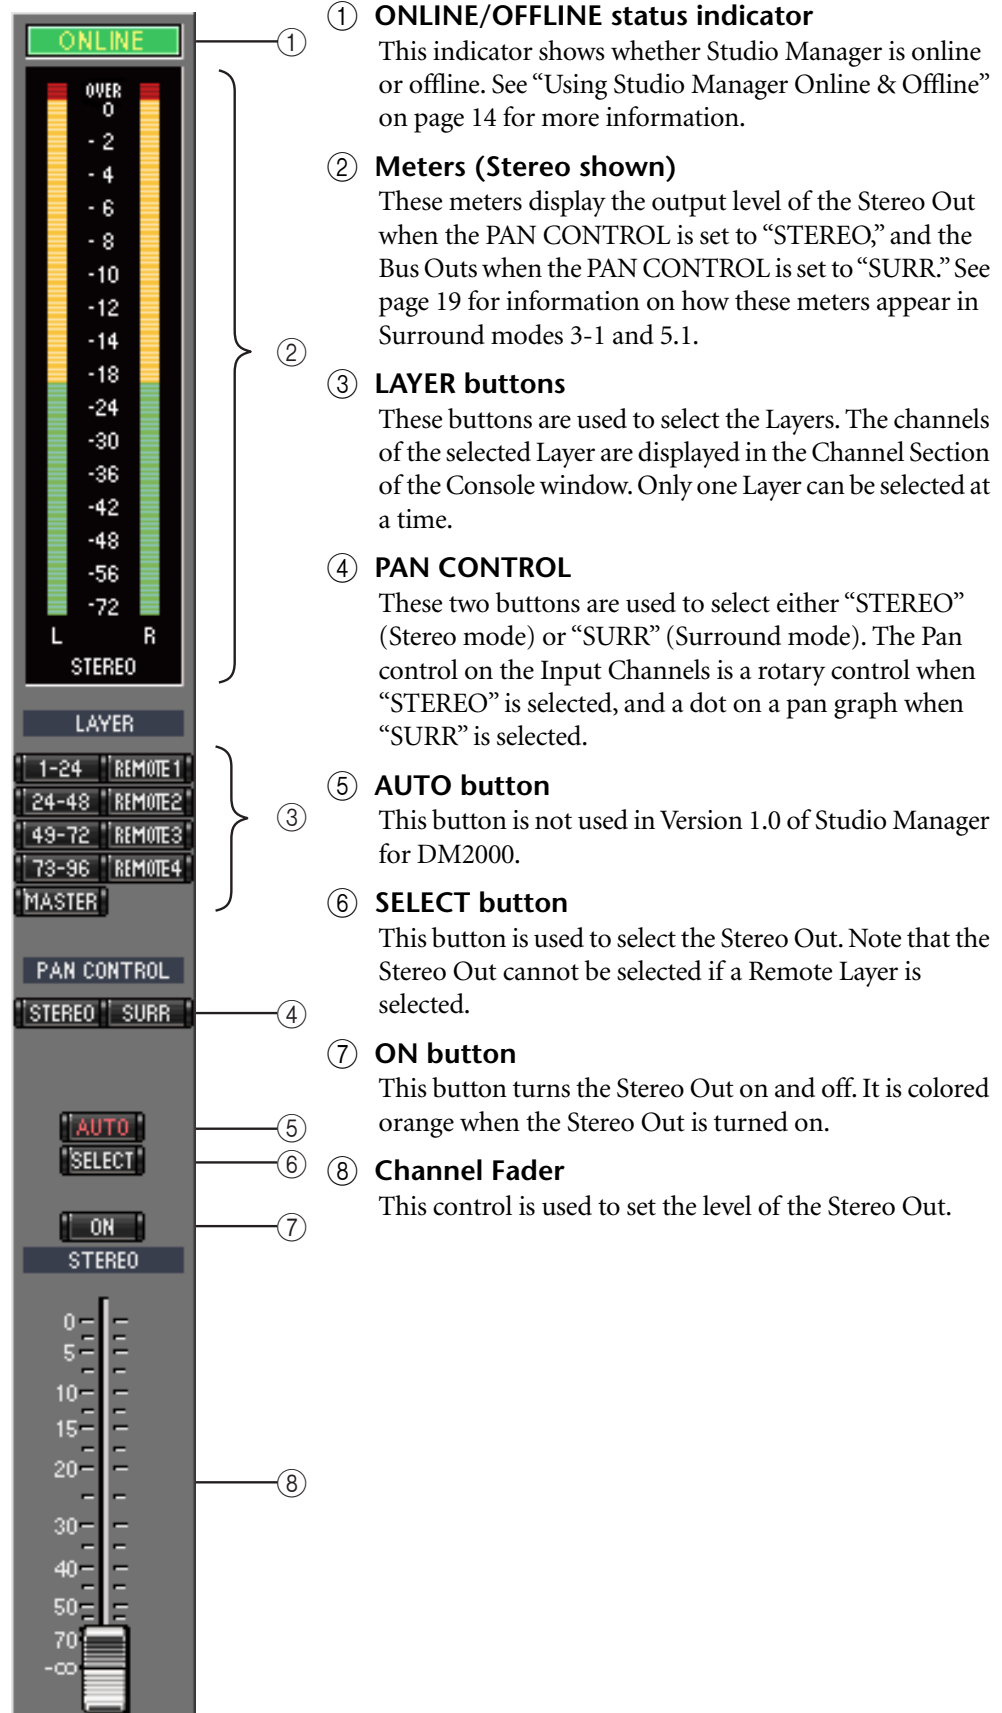 ONLINE
①
OVER
0
-2
-4
-6
-8
-10
-12
-14
-18
-24
-30
-36
-42
-48
-56
-72
L R
STEREO
②
LAYER
1-24 REMOTE1
24-48 REMOTE2
49-72 REMOTE3
73-96 REMOTE4
MASTER
③
PAN CONTROL
STEREO SURR
④
AUTO
⑤
SELECT
⑥
ON
⑦
STEREO
0
5
10
15
20
30
40
50
70
-∞
⑧
① ONLINE/OFFLINE status indicator
This indicator shows whether Studio Manager is online
or offline. See “Using Studio Manager Online & Offline”
on page 14 for more information.
② Meters (Stereo shown)
These meters display the output level of the Stereo Out
when the PAN CONTROL is set to “STEREO,” and the
Bus Outs when the PAN CONTROL is set to “SURR.” See
page 19 for information on how these meters appear in
Surround modes 3-1 and 5.1.
③ LAYER buttons
These buttons are used to select the Layers. The channels
of the selected Layer are displayed in the Channel Section
of the Console window. Only one Layer can be selected at
a time.
④ PAN CONTROL
These two buttons are used to select either “STEREO”
(Stereo mode) or “SURR” (Surround mode). The Pan
control on the Input Channels is a rotary control when
“STEREO” is selected, and a dot on a pan graph when
“SURR” is selected.
⑤ AUTO button
This button is not used in Version 1.0 of Studio Manager
for DM2000.
⑥ SELECT button
This button is used to select the Stereo Out. Note that the
Stereo Out cannot be selected if a Remote Layer is
selected.
⑦ ON button
This button turns the Stereo Out on and off. It is colored
orange when the Stereo Out is turned on.
⑧ Channel Fader
This control is used to set the level of the Stereo Out.